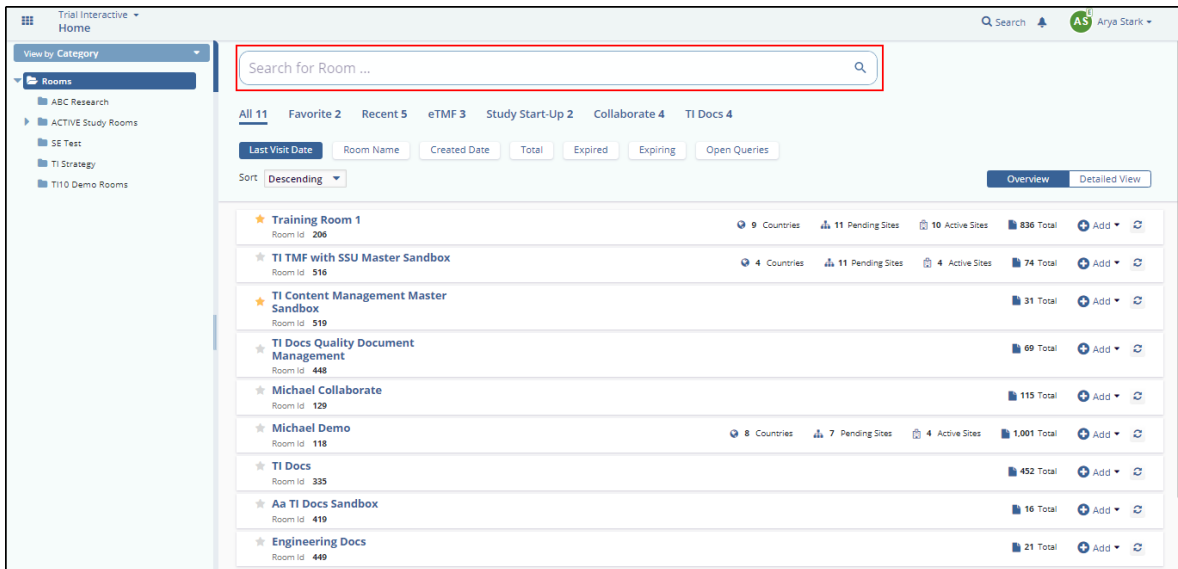 Trial Interactive
Home
Search
E
AS
Arya Stark
View by Category
Rooms
ABC Research
ACTIVE Study Rooms
SE Test
TI Strategy
TI10 Demo Rooms
Search for Room ...
All 11 Favorite 2 Recent 5 eTMF 3 Study Start-Up 2 Collaborate 4 TI Docs 4
Last Visit Date Room Name Created Date Total Expired Expiring Open Queries
Sort Descending Overview Detailed View
Training Room 1
Room Id 206
9 Countries 11 Pending Sites 10 Active Sites 836 Total Add
TI TMF with SSU Master Sandbox
Room Id 516
4 Countries 11 Pending Sites 4 Active Sites 74 Total Add
TI Content Management Master
Sandbox
Room Id 519
31 Total Add
TI Docs Quality Document
Management
Room Id 448
69 Total Add
Michael Collaborate
Room Id 129
115 Total Add
Michael Demo
Room Id 118
8 Countries 7 Pending Sites 4 Active Sites 1,001 Total Add
TI Docs
Room Id 335
452 Total Add
Aa TI Docs Sandbox
Room Id 419
16 Total Add
Engineering Docs
Room Id 449
21 Total Add